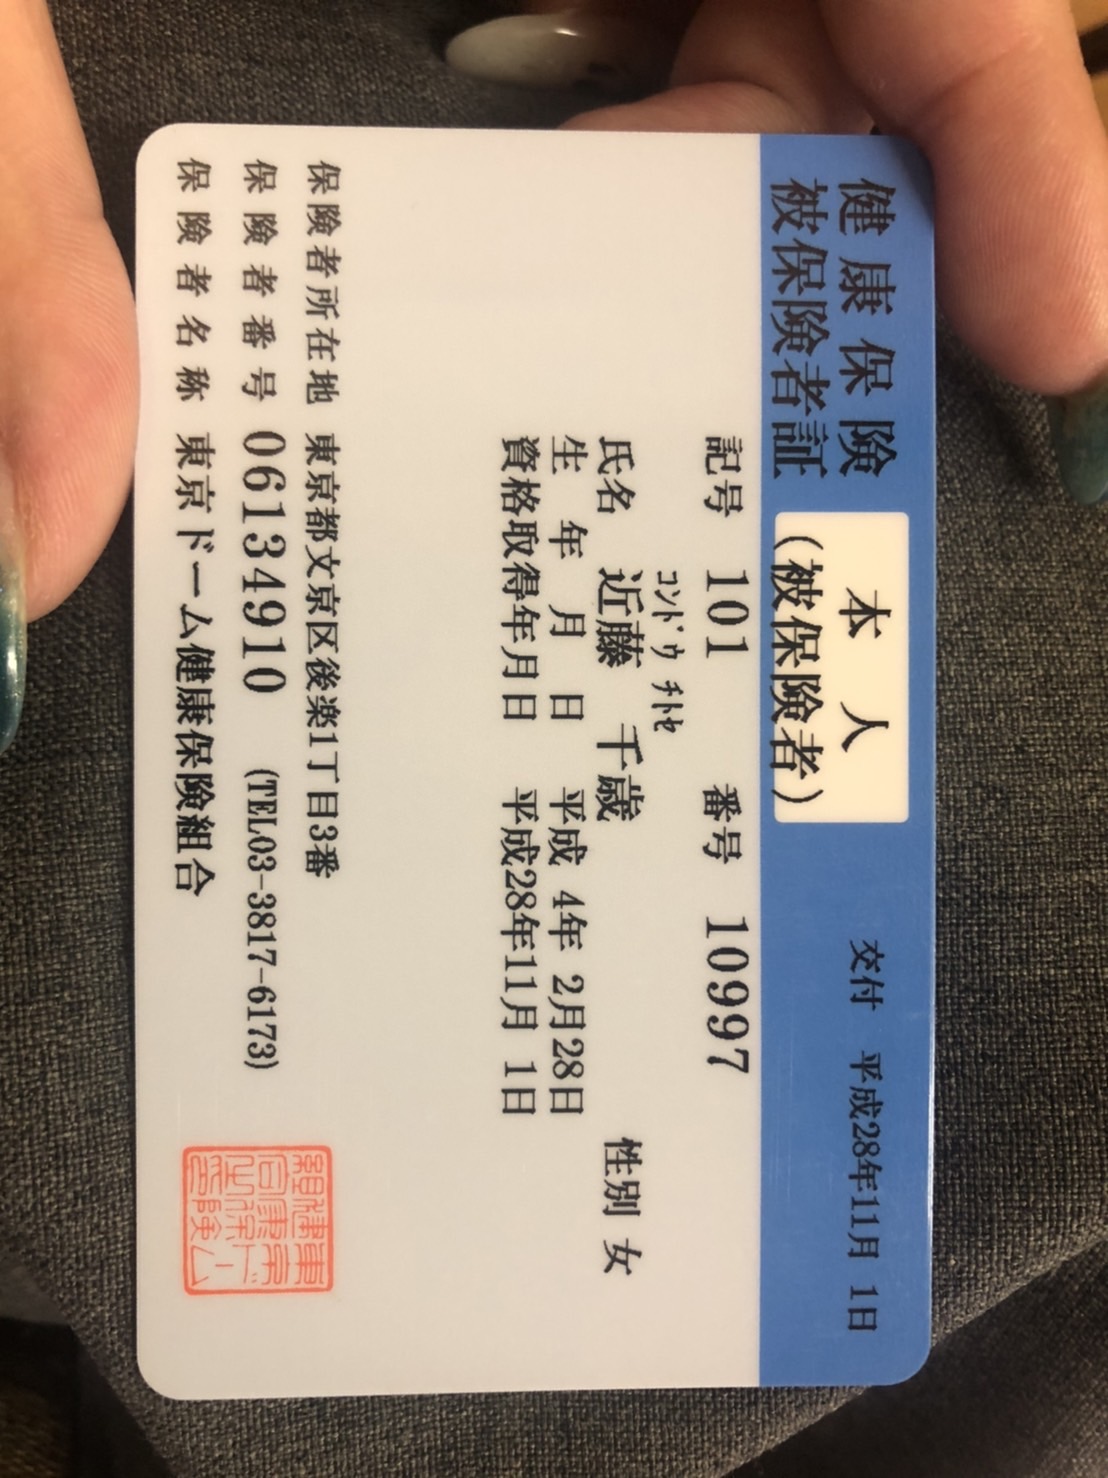 健康保険
被保険者証
本人
(被保険者)
交付 平成28年11月 1日
記号 101 番号 10997
コンドウ チトセ
氏名 近藤 千歳 性別 女
生年月日 平成 4年 2月28日
資格取得年月日 平成28年11月 1日
保険者所在地 東京都文京区後楽1丁目3番
保険者番号 06134910 (TEL03-3817-6173)
保険者名称 東京ドーム健康保険組合